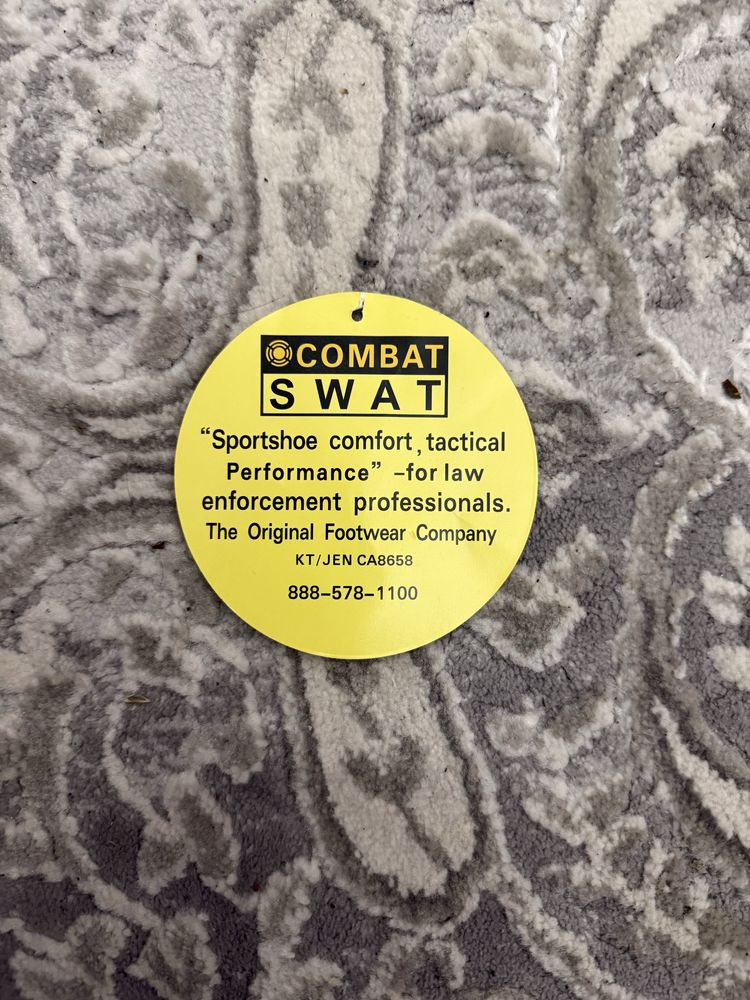 COMBAT
SWAT
“Sportshoe comfort, tactical
Performance” –for law
enforcement professionals.
The Original Footwear Company
KT/JEN CA8658
888–578–1100